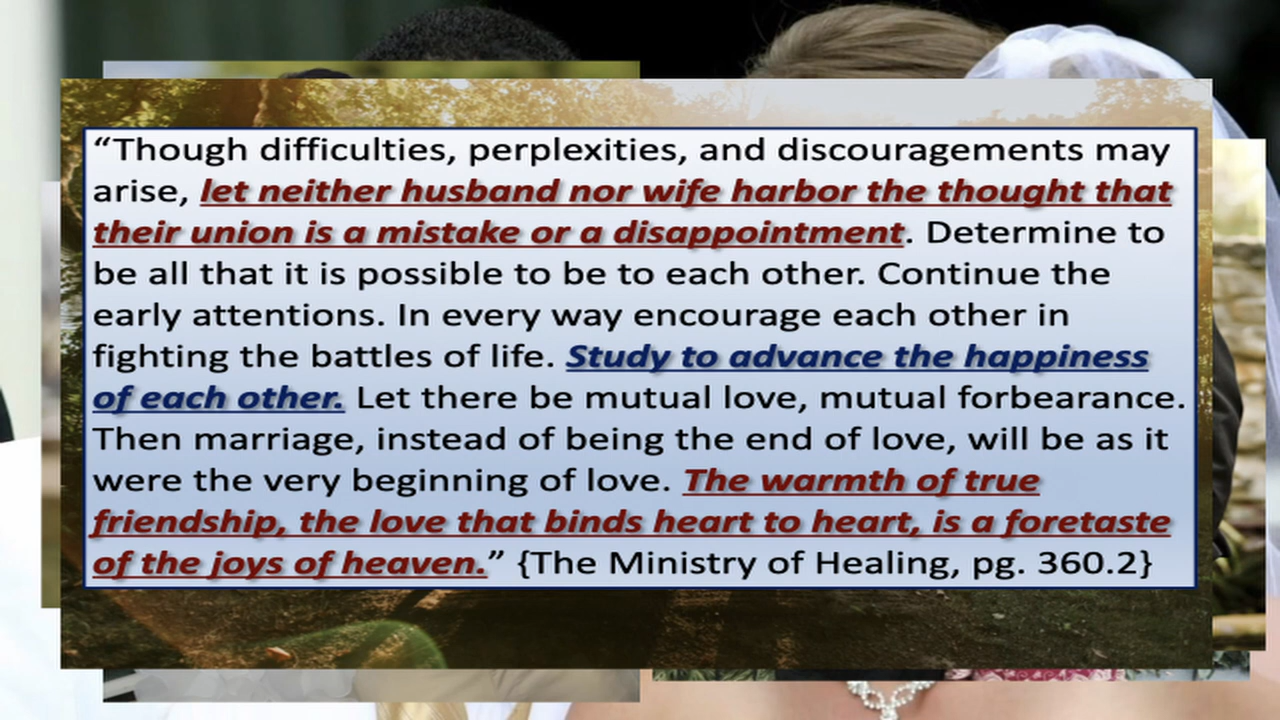 “Though difficulties, perplexities, and discouragements may
arise, let neither husband nor wife harbor the thought that
their union is a mistake or a disappointment. Determine to
be all that it is possible to be to each other. Continue the
early attentions. In every way encourage each other in
fighting the battles of life. Study to advance the happiness
of each other. Let there be mutual love, mutual forbearance.
Then marriage, instead of being the end of love, will be as it
were the very beginning of love. The warmth of true
friendship, the love that binds heart to heart, is a foretaste
of the joys of heaven.” {The Ministry of Healing, pg. 360.2}